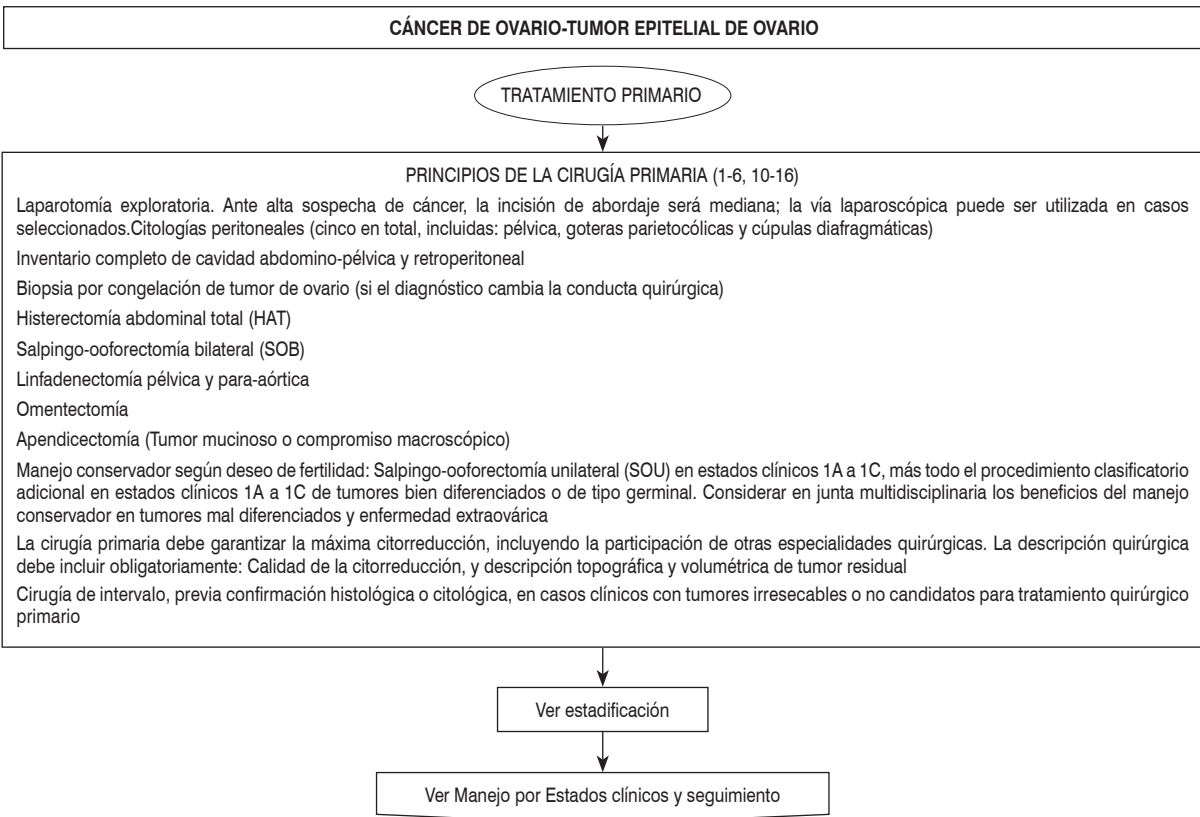 CÁNCER DE OVARIO-TUMOR EPITELIAL DE OVARIO
TRATAMIENTO PRIMARIO
PRINCIPIOS DE LA CIRUGÍA PRIMARIA (1-6, 10-16)
Laparotomía exploratoria. Ante alta sospecha de cáncer, la incisión de abordaje será mediana; la vía laparoscópica puede ser utilizada en casos
seleccionados.Citologías peritoneales (cinco en total, incluidas: pélvica, goteras parietocólicas y cúpulas diafragmáticas)
Inventario completo de cavidad abdomino-pélvica y retroperitoneal
Biopsia por congelación de tumor de ovario (si el diagnóstico cambia la conducta quirúrgica)
Histerectomía abdominal total (HAT)
Salpingo-ooforectomía bilateral (SOB)
Linfadenectomía pélvica y para-aórtica
Omentectomía
Apendicectomía (Tumor mucinoso o compromiso macroscópico)
Manejo conservador según deseo de fertilidad: Salpingo-ooforectomía unilateral (SOU) en estados clínicos 1A a 1C, más todo el procedimiento clasificatorio
adicional en estados clínicos 1A a 1C de tumores bien diferenciados o de tipo germinal. Considerar en junta multidisciplinaria los beneficios del manejo
conservador en tumores mal diferenciados y enfermedad extraovárica
La cirugía primaria debe garantizar la máxima citorreducción, incluyendo la participación de otras especialidades quirúrgicas. La descripción quirúrgica
debe incluir obligatoriamente: Calidad de la citorreducción, y descripción topográfica y volumétrica de tumor residual
Cirugía de intervalo, previa confirmación histológica o citológica, en casos clínicos con tumores irresecables o no candidatos para tratamiento quirúrgico
primario
Ver estadificación
Ver Manejo por Estados clínicos y seguimiento